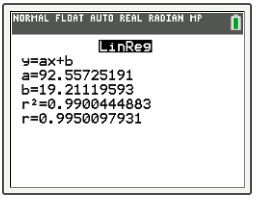 NORMAL FLOAT AUTO REAL RADIAN MP
LinReg
y=ax+b
a=92.55725191
b=19.21119593
r²=0.9900444883
r=0.9950097931